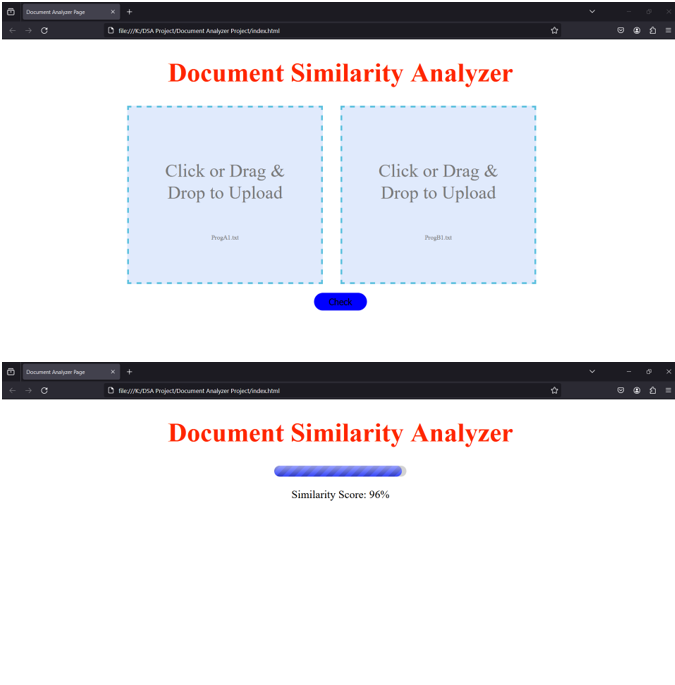 Document Analyzer Page
file:///K:/DSA Project/Document Analyzer Project/index.html
Document Similarity Analyzer
Click or Drag &
Drop to Upload
ProgA1.txt
Click or Drag &
Drop to Upload
ProgB1.txt
Check
Document Analyzer Page
file:///K:/DSA Project/Document Analyzer Project/index.html
Document Similarity Analyzer
Similarity Score: 96%